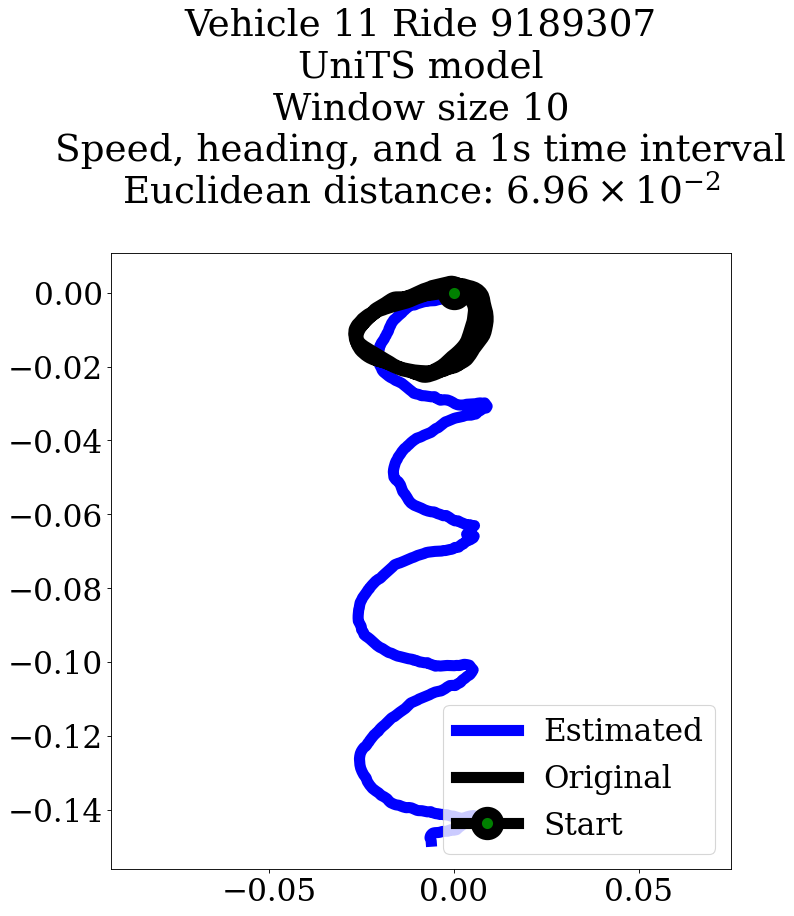 Vehicle 11 Ride 9189307
UniTS model
Window size 10
Speed, heading, and a 1s time interval
Euclidean distance: 6.96 × 10⁻²
0.00
−0.02
−0.04
−0.06
−0.08
−0.10
−0.12
−0.14
Estimated
Original
Start
−0.05 0.00 0.05